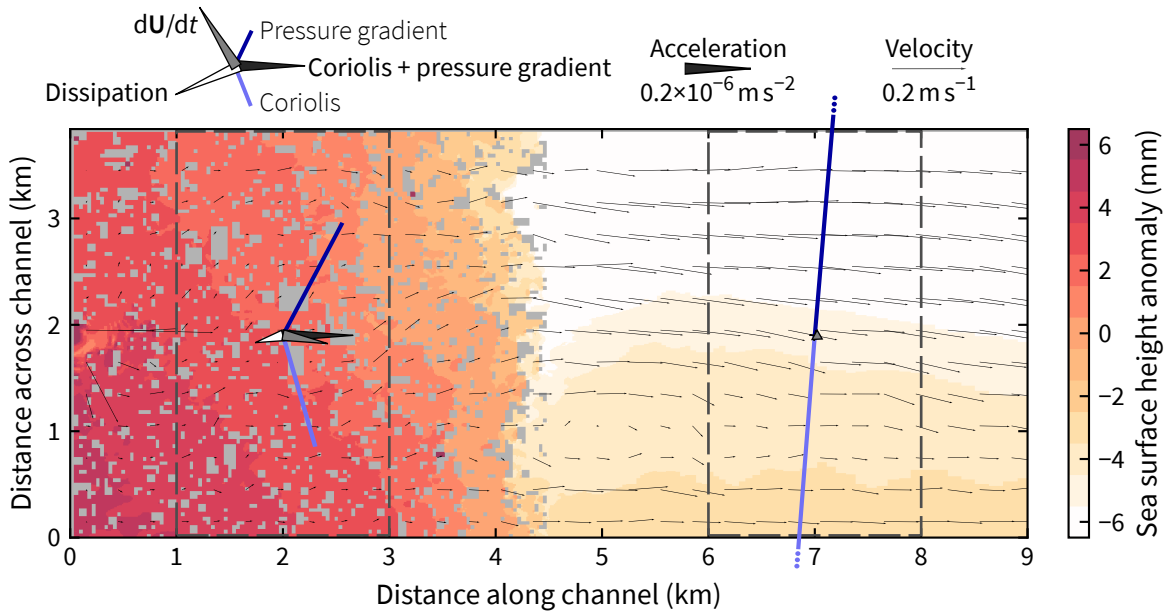 d𝐔/dt
Pressure gradient
Coriolis + pressure gradient
Dissipation
Coriolis
Acceleration
0.2×10⁻⁶ m s⁻²
Velocity
0.2 m s⁻¹
Distance across channel (km)
3
2
1
0
0 1 2 3 4 5 6 7 8 9
Distance along channel (km)
6
4
2
0
−2
−4
−6
Sea surface height anomaly (mm)